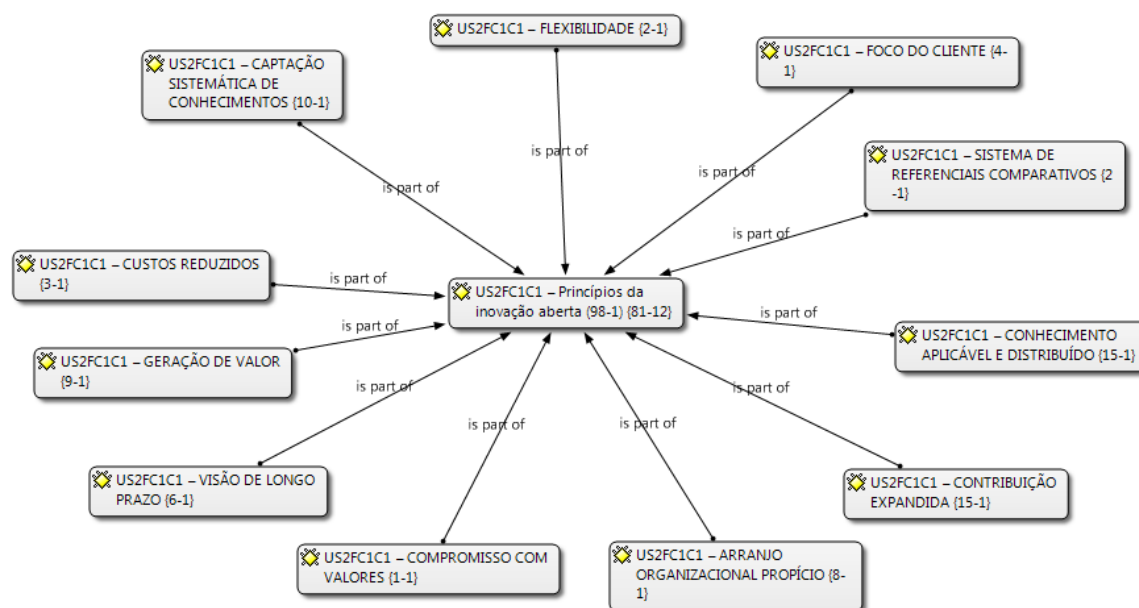 US2FC1C1 – FLEXIBILIDADE {2-1}
US2FC1C1 – FOCO DO CLIENTE {4-
1}
US2FC1C1 – CAPTAÇÃO
SISTEMÁTICA DE
CONHECIMENTOS {10-1}
is part of
US2FC1C1 – SISTEMA DE
REFERENCIAIS COMPARATIVOS {2
-1}
is part of
is part of
is part of
US2FC1C1 – CUSTOS REDUZIDOS
{3-1}
is part of
US2FC1C1 – Princípios da
inovação aberta (98-1) {81-12}
is part of
US2FC1C1 – CONHECIMENTO
APLICÁVEL E DISTRIBUÍDO {15-1}
is part of
US2FC1C1 – GERAÇÃO DE VALOR
{9-1}
is part of
is part of
is part of
is part of
US2FC1C1 – VISÃO DE LONGO
PRAZO {6-1}
US2FC1C1 – CONTRIBUIÇÃO
EXPANDIDA {15-1}
US2FC1C1 – COMPROMISSO COM
VALORES {1-1}
US2FC1C1 – ARRANJO
ORGANIZACIONAL PROPÍCIO {8-
1}